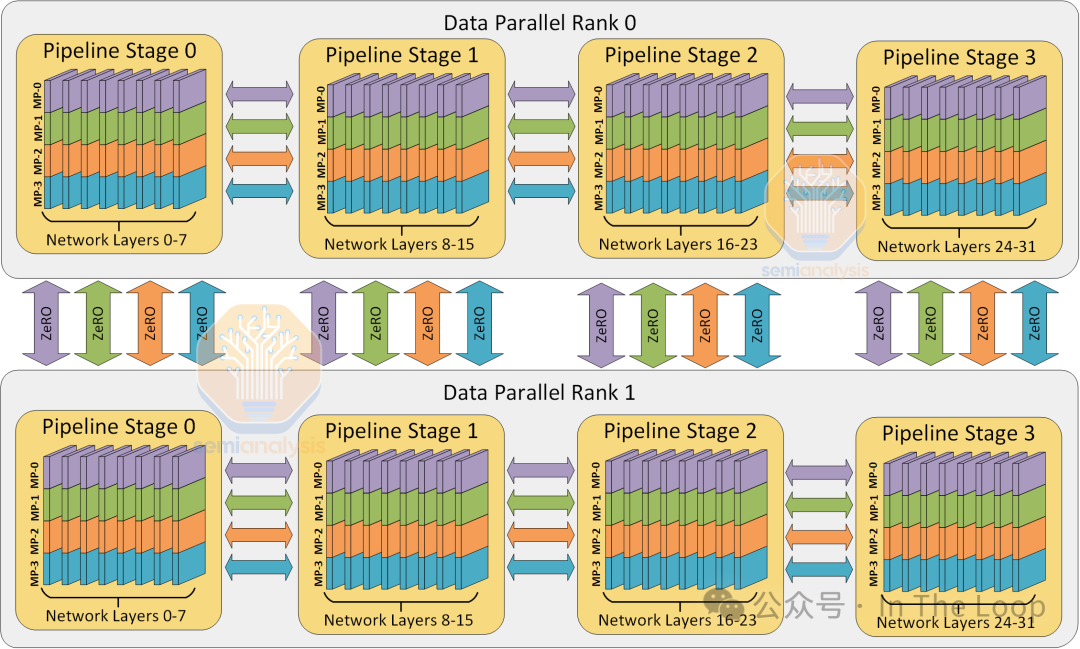 Data Parallel Rank 0
Pipeline Stage 0
MP-0
MP-1
MP-2
MP-3
Network Layers 0-7
Pipeline Stage 1
MP-0
MP-1
MP-2
MP-3
Network Layers 8-15
Pipeline Stage 2
MP-0
MP-1
MP-2
MP-3
Network Layers 16-23
Pipeline Stage 3
MP-0
MP-1
MP-2
MP-3
Network Layers 24-31
semianalysis
ZeRO ZeRO ZeRO ZeRO ZeRO ZeRO ZeRO ZeRO ZeRO ZeRO ZeRO ZeRO ZeRO ZeRO ZeRO ZeRO
semianalysis
Data Parallel Rank 1
Pipeline Stage 0
MP-0
MP-1
MP-2
MP-3
Network Layers 0-7
Pipeline Stage 1
MP-0
MP-1
MP-2
MP-3
Network Layers 8-15
Pipeline Stage 2
MP-0
MP-1
MP-2
MP-3
Network Layers 16-23
Pipeline Stage 3
MP-0
MP-1
MP-2
MP-3
Network Layers 24-31
公众号 · In The Loop